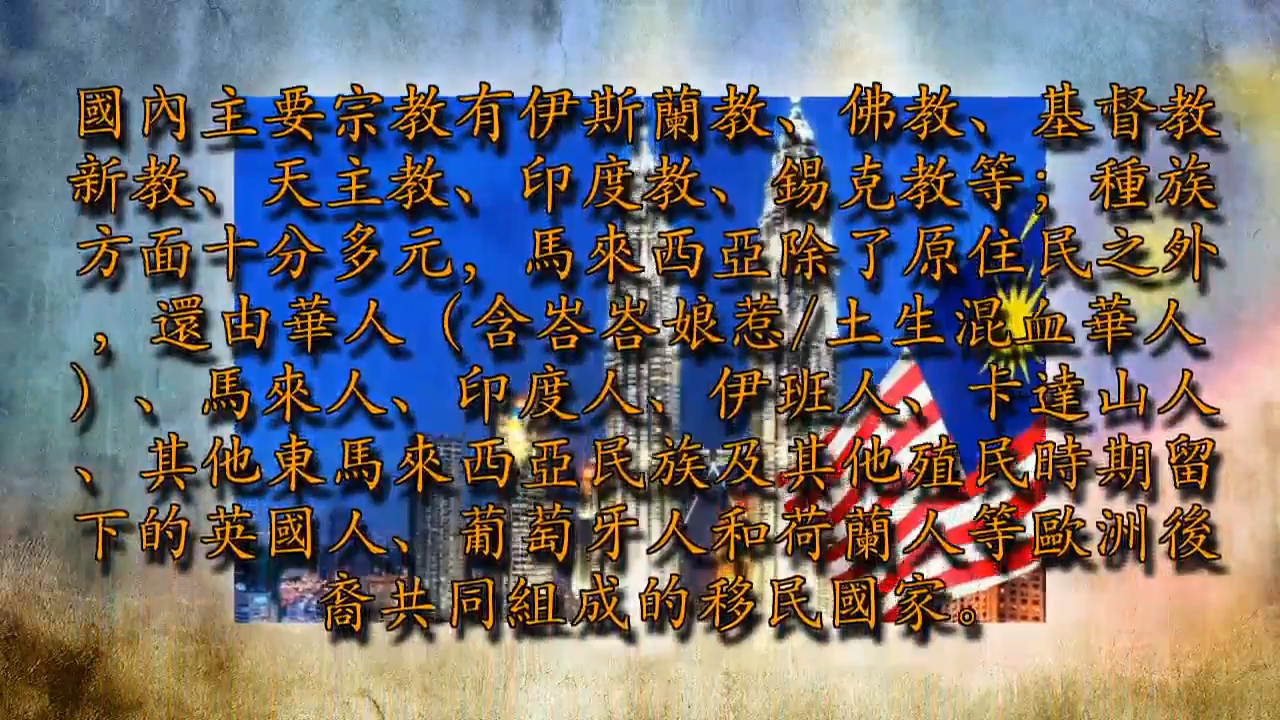 國內主要宗教有伊斯蘭教、佛教、基督教
新教、天主教、印度教、錫克教等；種族
方面十分多元，馬來西亞除了原住民之外
，還由華人（含峇峇娘惹/土生混血華人
）、馬來人、印度人、伊班人、卡達山人
、其他東馬來西亞民族及其他殖民時期留
下的英國人、葡萄牙人和荷蘭人等歐洲後
裔共同組成的移民國家。